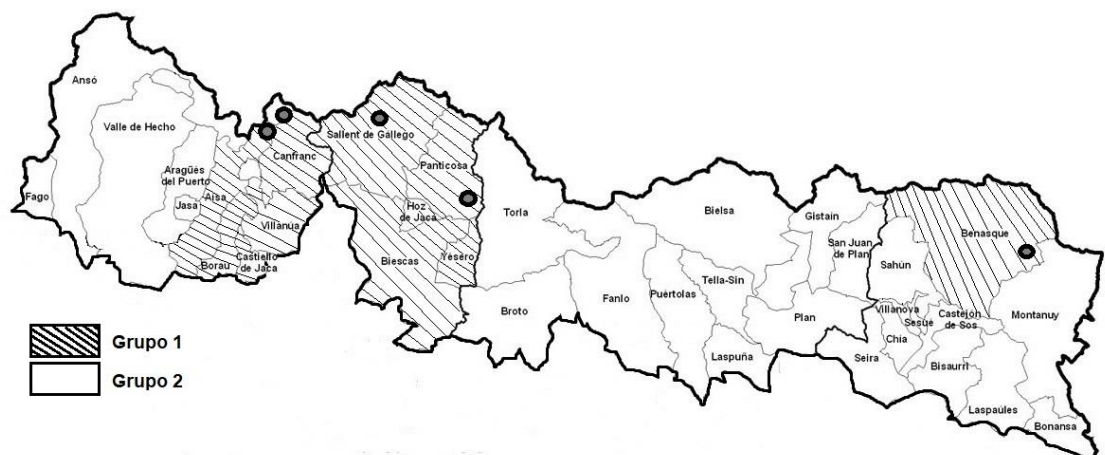 Ansó
Valle de Hecho
Fago
Aragüés
del Puerto
Jasa
Aísa
Borau
Canfranc
Villanúa
Castiello
de Jaca
Sallent de Gallego
Panticosa
Hoz
de Jaca
Biescas
Yésero
Torla
Broto
Fanlo
Bielsa
Puértolas
Tella-Sin
Laspuña
Gistain
San Juan
de Plan
Plan
Sahún
Benasque
Villanova
Sesué
Castejón
de Sos
Chía
Seira
Bisaurri
Montanuy
Laspaúles
Bonansa
Grupo 1
Grupo 2